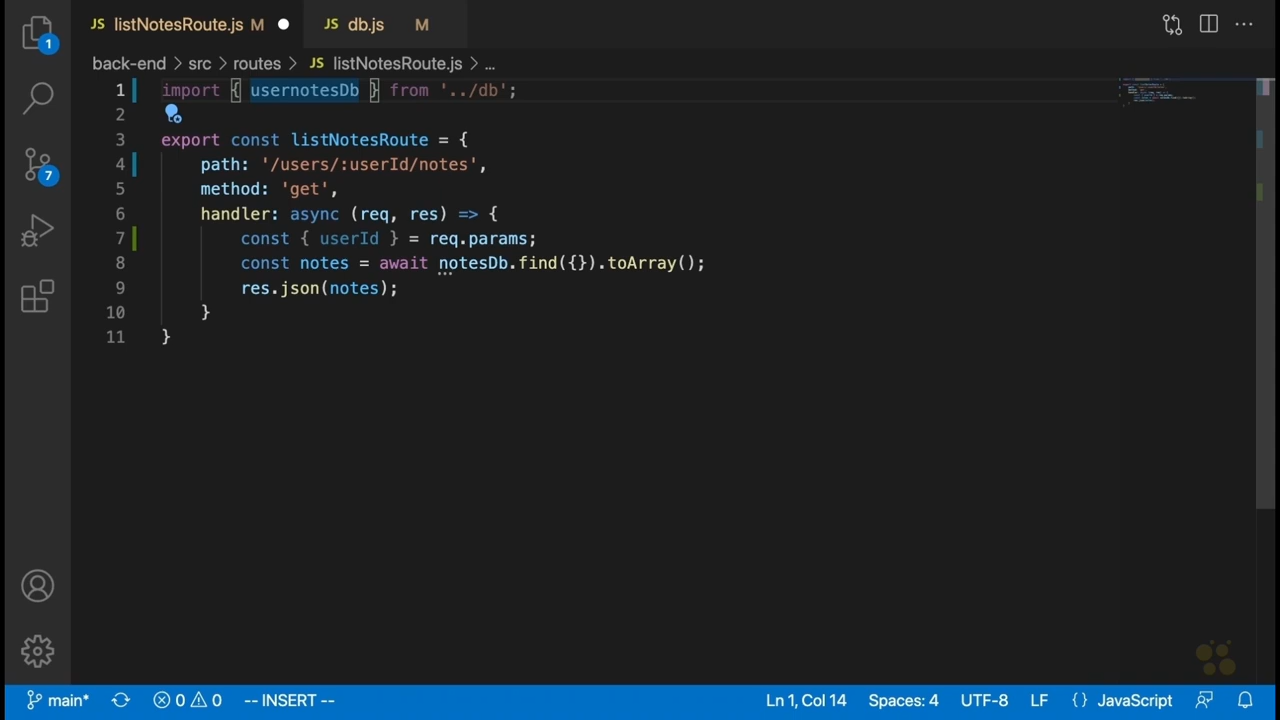 JS listNotesRoute.js M JS db.js M
back-end > src > routes > JS listNotesRoute.js > ...
1 import { usernotesDb } from '../db';
2
3 export const listNotesRoute = {
4 path: '/users/:userId/notes',
5 method: 'get',
6 handler: async (req, res) => {
7 const { userId } = req.params;
8 const notes = await notesDb.find({}).toArray();
9 res.json(notes);
10 }
11 }
1
7
main* 0 0 -- INSERT -- Ln 1, Col 14 Spaces: 4 UTF-8 LF {} JavaScript